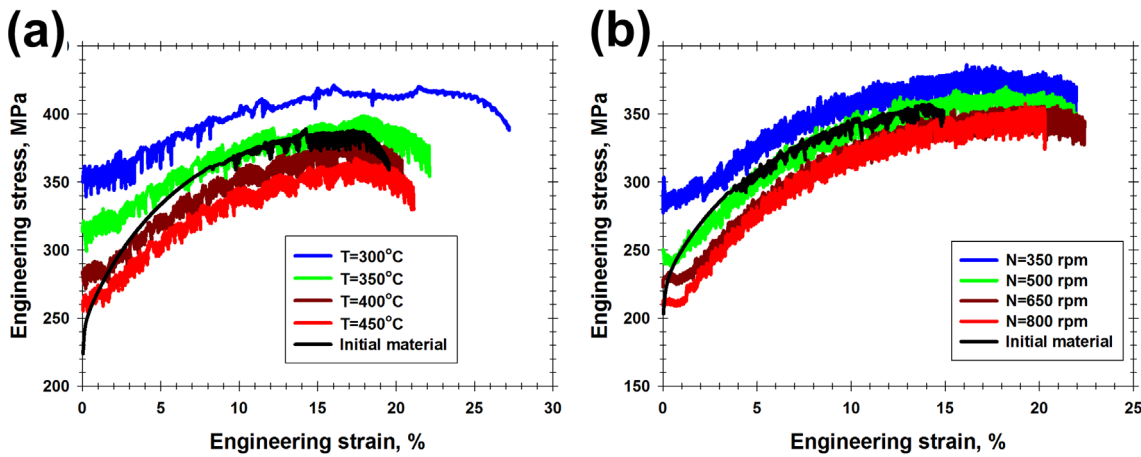 (a)
Engineering stress, MPa
400
350
300
250
200
0 5 10 15 20 25 30
Engineering strain, %
T=300°C
T=350°C
T=400°C
T=450°C
Initial material
(b)
Engineering stress, MPa
400
350
300
250
200
150
0 5 10 15 20 25
Engineering strain, %
N=350 rpm
N=500 rpm
N=650 rpm
N=800 rpm
Initial material